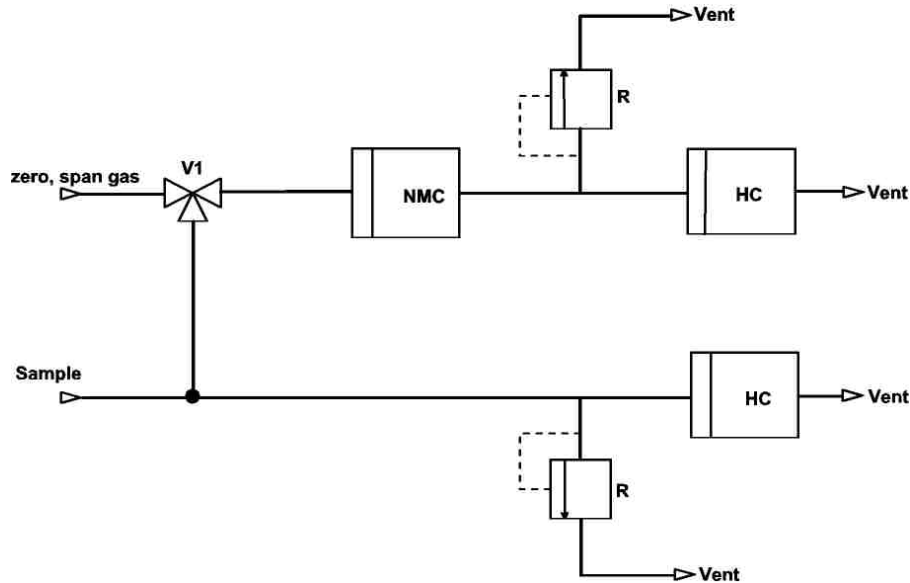 Vent
R
V1
zero, span gas
NMC
HC
Vent
Sample
HC
Vent
R
Vent